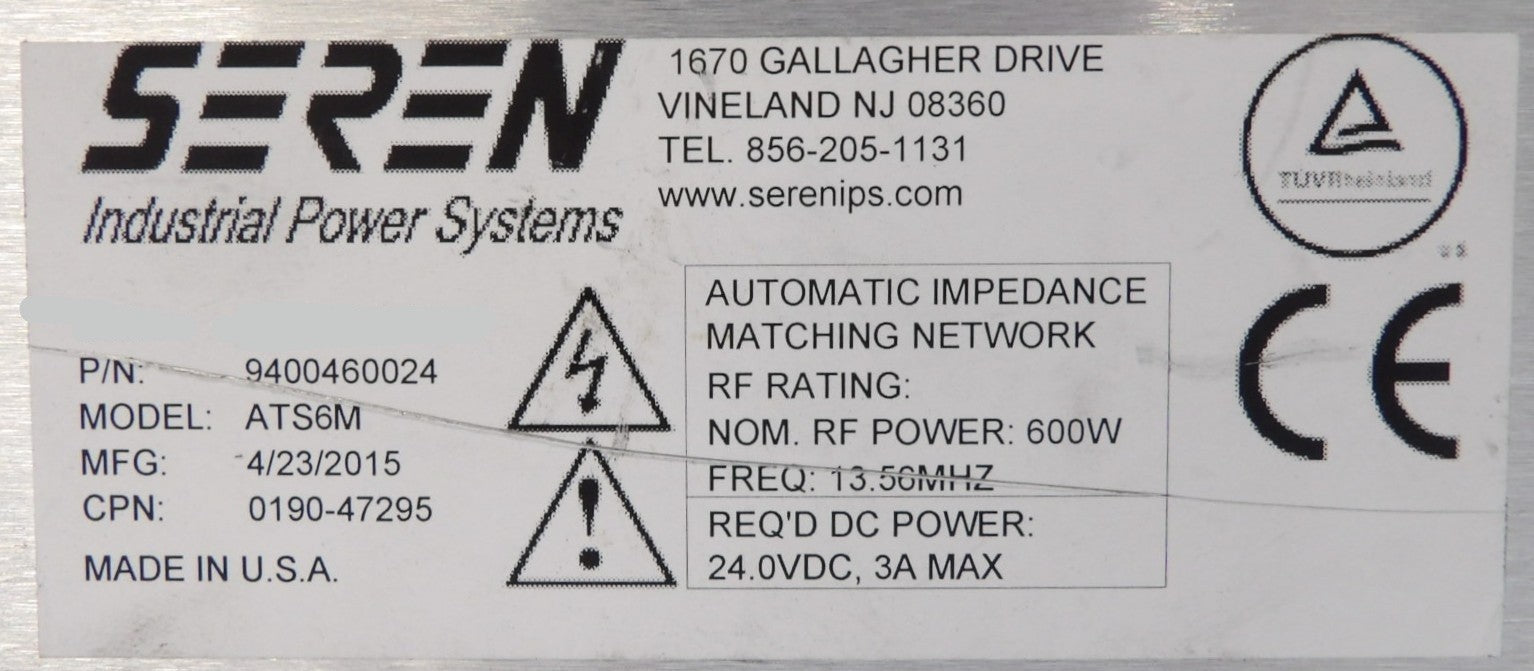 SEREN
Industrial Power Systems
1670 GALLAGHER DRIVE
VINELAND NJ 08360
TEL. 856-205-1131
www.serenips.com
TÜVRheinland
P/N: 9400460024
MODEL: ATS6M
MFG: 4/23/2015
CPN: 0190-47295
MADE IN U.S.A.
AUTOMATIC IMPEDANCE
MATCHING NETWORK
RF RATING:
NOM. RF POWER: 600W
FREQ: 13.56MHZ
REQ'D DC POWER:
24.0VDC, 3A MAX
CE